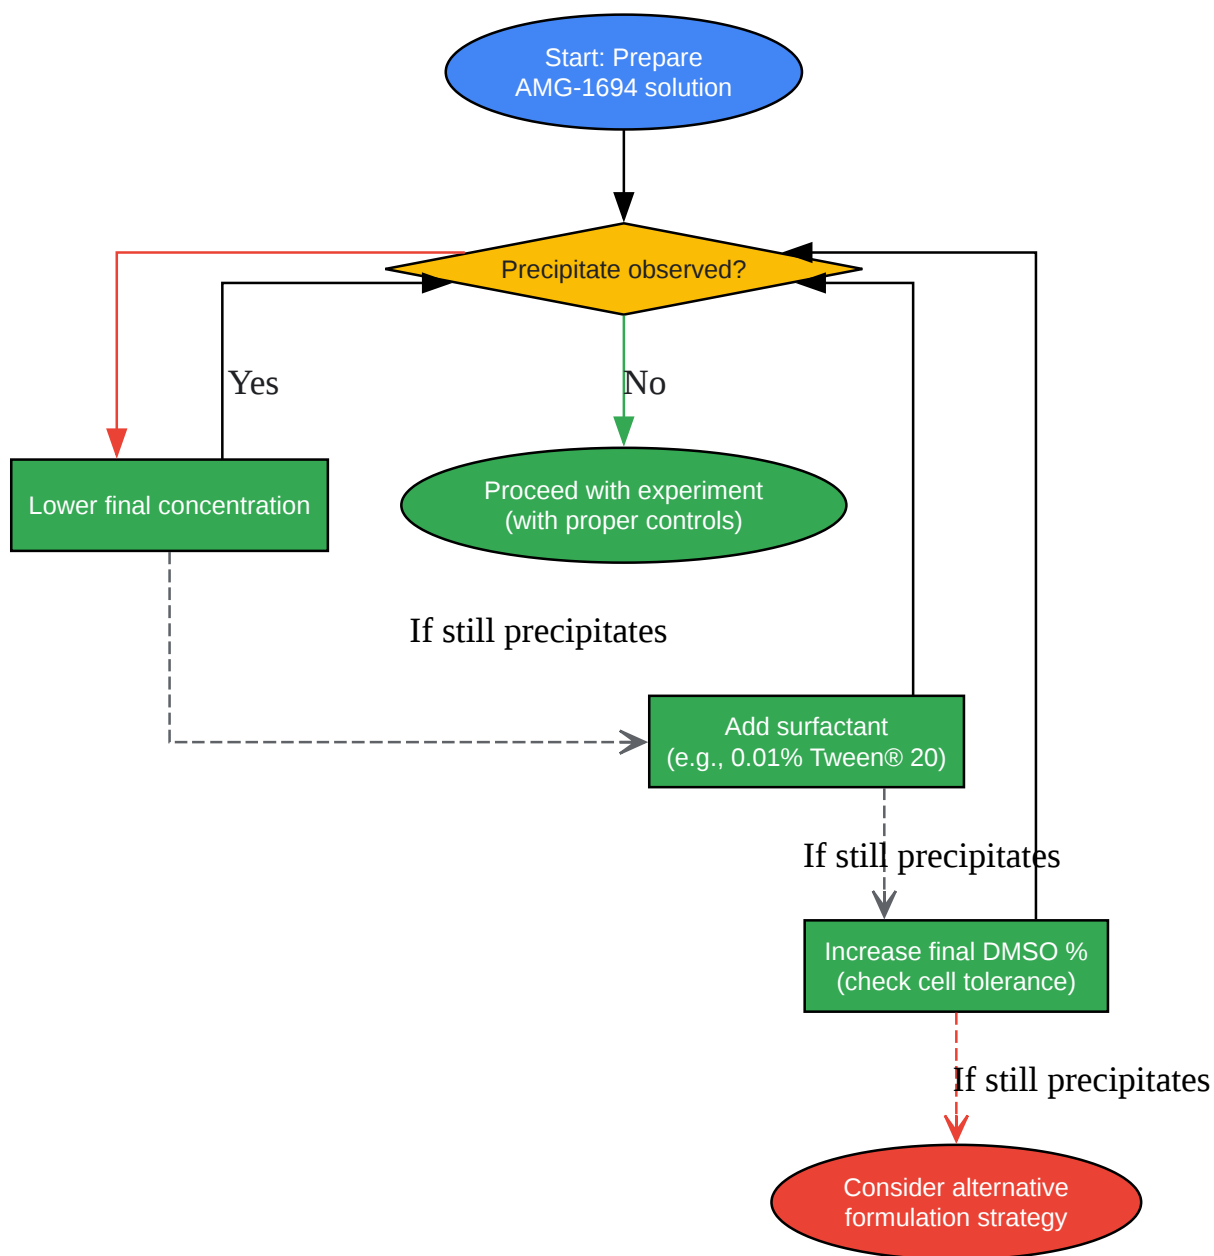 Start: Prepare
AMG-1694 solution
Precipitate observed?
Yes
No
Lower final concentration
Proceed with experiment
(with proper controls)
If still precipitates
Add surfactant
(e.g., 0.01% Tween® 20)
If still precipitates
Increase final DMSO %
(check cell tolerance)
If still precipitates
Consider alternative
formulation strategy